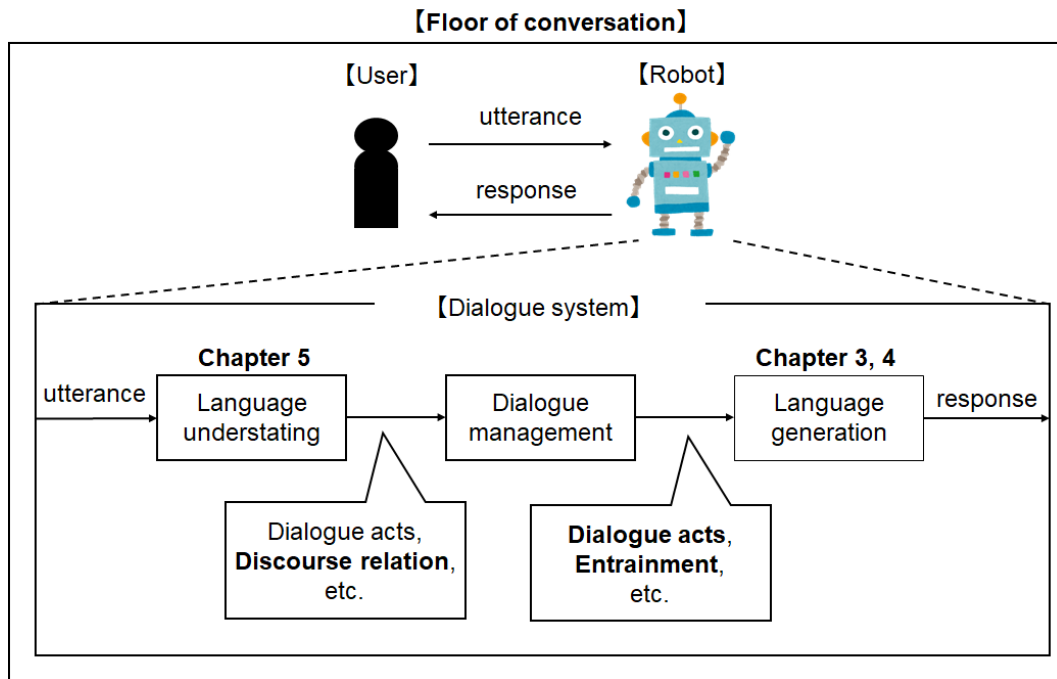 【Floor of conversation】
【User】
【Robot】
utterance
response
【Dialogue system】
Chapter 5
Chapter 3, 4
utterance
Language
understating
Dialogue
management
Language
generation
response
Dialogue acts,
Discourse relation,
etc.
Dialogue acts,
Entrainment,
etc.